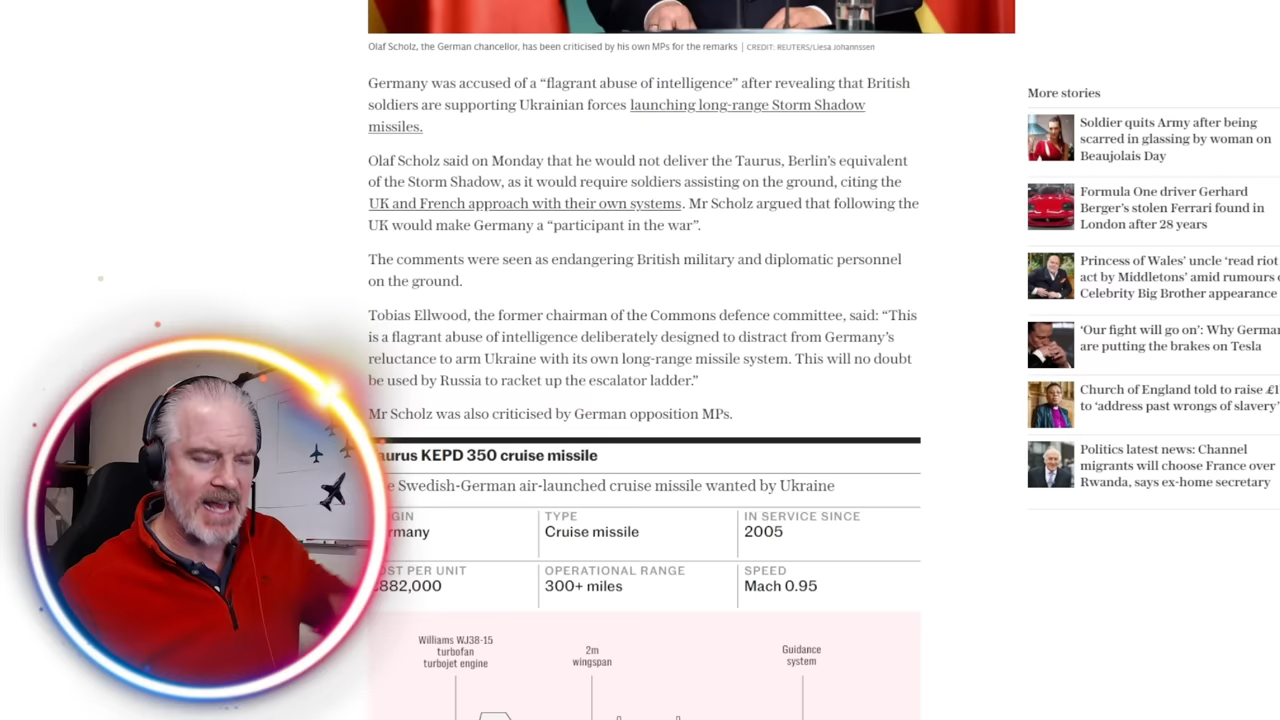 Olaf Scholz, the German chancellor, has been criticised by his own MPs for the remarks | CREDIT: REUTERS/Liesa Johannssen
Germany was accused of a “flagrant abuse of intelligence” after revealing that British
soldiers are supporting Ukrainian forces launching long-range Storm Shadow
missiles.
Olaf Scholz said on Monday that he would not deliver the Taurus, Berlin’s equivalent
of the Storm Shadow, as it would require soldiers assisting on the ground, citing the
UK and French approach with their own systems. Mr Scholz argued that following the
UK would make Germany a “participant in the war”.
The comments were seen as endangering British military and diplomatic personnel
on the ground.
Tobias Ellwood, the former chairman of the Commons defence committee, said: “This
is a flagrant abuse of intelligence deliberately designed to distract from Germany’s
reluctance to arm Ukraine with its own long-range missile system. This will no doubt
be used by Russia to racket up the escalator ladder.”
Mr Scholz was also criticised by German opposition MPs.
aurus KEPD 350 cruise missile
e Swedish-German air-launched cruise missile wanted by Ukraine
IGIN
rmany
TYPE
Cruise missile
IN SERVICE SINCE
2005
OST PER UNIT
882,000
OPERATIONAL RANGE
300+ miles
SPEED
Mach 0.95
Williams WJ38-15
turbofan
turbojet engine
2m
wingspan
Guidance
system
More stories
Soldier quits Army after being
scarred in glassing by woman on
Beaujolais Day
Formula One driver Gerhard
Berger’s stolen Ferrari found in
London after 28 years
Princess of Wales’ uncle ‘read riot
act by Middletons’ amid rumours
Celebrity Big Brother appearance
‘Our fight will go on’: Why German
are putting the brakes on Tesla
Church of England told to raise £1
to ‘address past wrongs of slavery’
Politics latest news: Channel
migrants will choose France over
Rwanda, says ex-home secretary